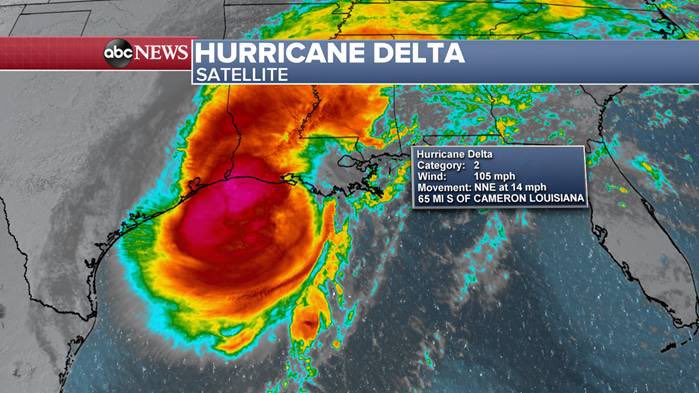 abc NEWS
HURRICANE DELTA
SATELLITE
Hurricane Delta
Category: 2
Wind: 105 mph
Movement: NNE at 14 mph
65 MI S OF CAMERON LOUISIANA